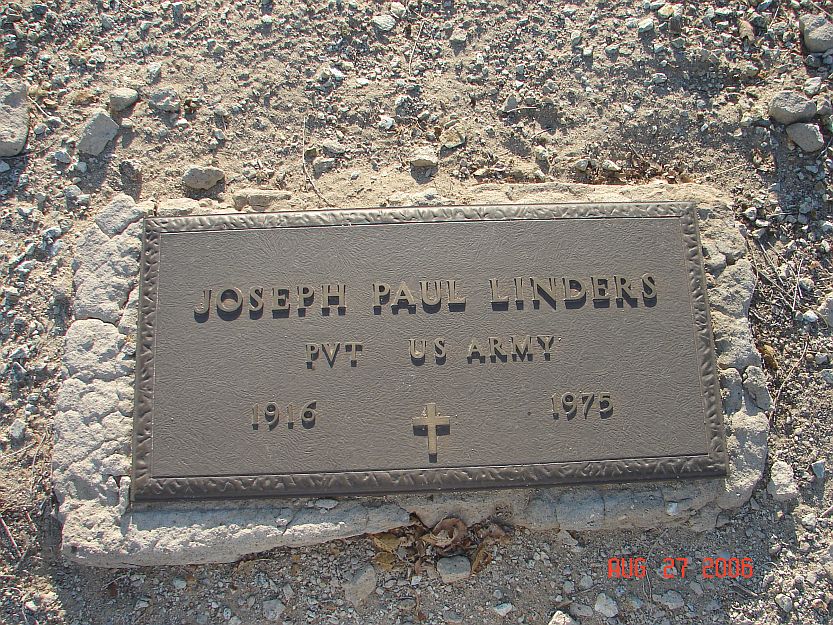 JOSEPH PAUL LINDERS
PVT US ARMY
1916 1975
AUG 27 2006